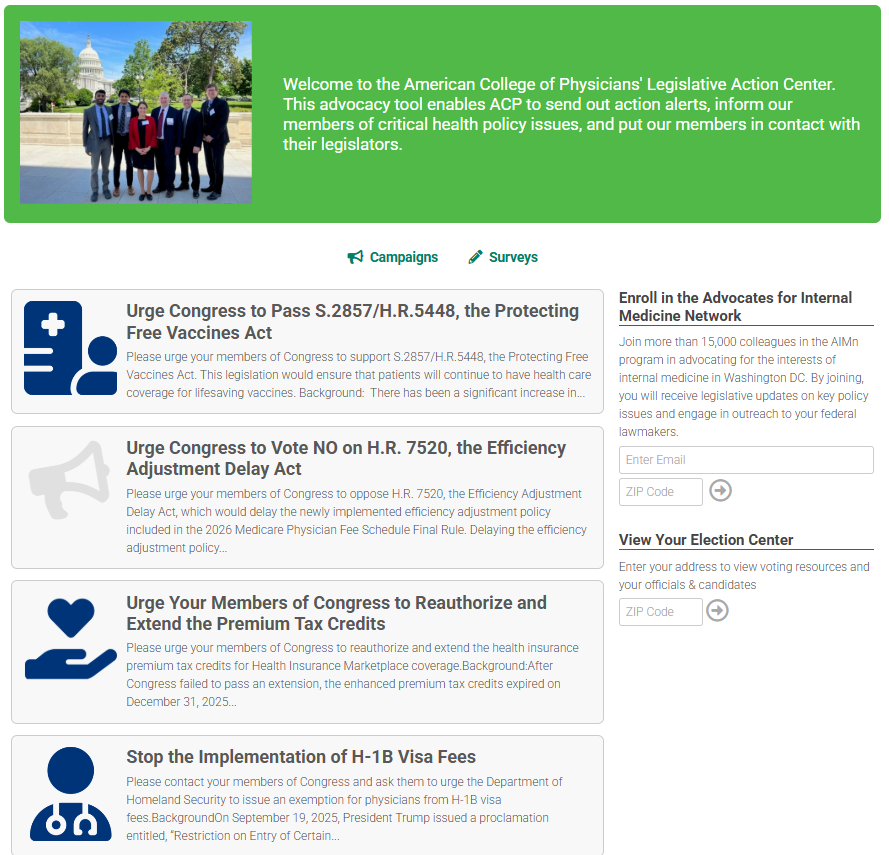 Welcome to the American College of Physicians' Legislative Action Center.
This advocacy tool enables ACP to send out action alerts, inform our
members of critical health policy issues, and put our members in contact with
their legislators.
Campaigns
Surveys
Urge Congress to Pass S.2857/H.R.5448, the Protecting
Free Vaccines Act
Please urge your members of Congress to support S.2857/H.R.5448, the Protecting Free
Vaccines Act. This legislation would ensure that patients will continue to have health care
coverage for lifesaving vaccines. Background:  There has been a significant increase in...
Urge Congress to Vote NO on H.R. 7520, the Efficiency
Adjustment Delay Act
Please urge your members of Congress to oppose H.R. 7520, the Efficiency Adjustment
Delay Act, which would delay the newly implemented efficiency adjustment policy
included in the 2026 Medicare Physician Fee Schedule Final Rule. Delaying the efficiency
adjustment policy...
Urge Your Members of Congress to Reauthorize and
Extend the Premium Tax Credits
Please urge your members of Congress to reauthorize and extend the health insurance
premium tax credits for Health Insurance Marketplace coverage.Background:After
Congress failed to pass an extension, the enhanced premium tax credits expired on
December 31, 2025...
Stop the Implementation of H-1B Visa Fees
Please contact your members of Congress and ask them to urge the Department of
Homeland Security to issue an exemption for physicians from H-1B visa
fees.BackgroundOn September 19, 2025, President Trump issued a proclamation
entitled, “Restriction on Entry of Certain...
Enroll in the Advocates for Internal
Medicine Network
Join more than 15,000 colleagues in the AIMn
program in advocating for the interests of
internal medicine in Washington DC. By joining,
you will receive legislative updates on key policy
issues and engage in outreach to your federal
lawmakers.
Enter Email
ZIP Code
View Your Election Center
Enter your address to view voting resources and
your officials & candidates
ZIP Code